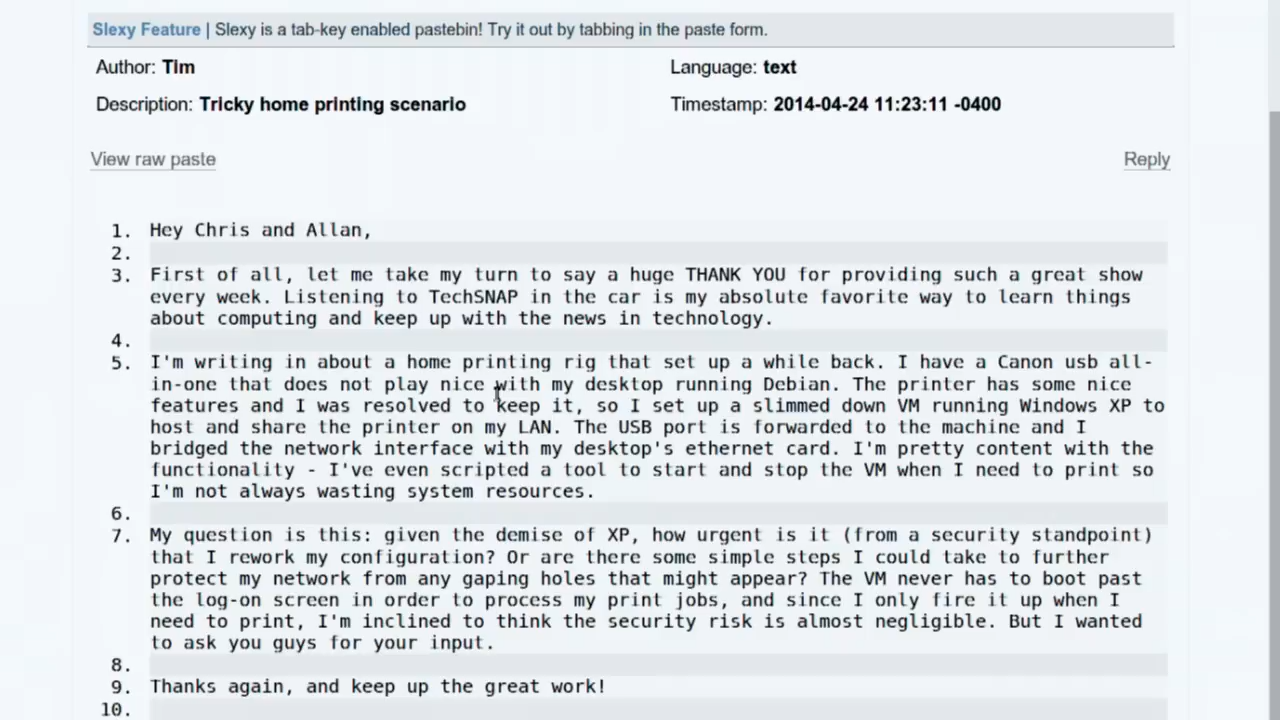 Slexy Feature | Slexy is a tab-key enabled pastebin! Try it out by tabbing in the paste form.
Author: Tim
Language: text
Description: Tricky home printing scenario
Timestamp: 2014-04-24 11:23:11 -0400
View raw paste
Reply
1. Hey Chris and Allan,
2.
3. First of all, let me take my turn to say a huge THANK YOU for providing such a great show
every week. Listening to TechSNAP in the car is my absolute favorite way to learn things
about computing and keep up with the news in technology.
4.
5. I'm writing in about a home printing rig that set up a while back. I have a Canon usb all-
in-one that does not play nice with my desktop running Debian. The printer has some nice
features and I was resolved to keep it, so I set up a slimmed down VM running Windows XP to
host and share the printer on my LAN. The USB port is forwarded to the machine and I
bridged the network interface with my desktop's ethernet card. I'm pretty content with the
functionality - I've even scripted a tool to start and stop the VM when I need to print so
I'm not always wasting system resources.
6.
7. My question is this: given the demise of XP, how urgent is it (from a security standpoint)
that I rework my configuration? Or are there some simple steps I could take to further
protect my network from any gaping holes that might appear? The VM never has to boot past
the log-on screen in order to process my print jobs, and since I only fire it up when I
need to print, I'm inclined to think the security risk is almost negligible. But I wanted
to ask you guys for your input.
8.
9. Thanks again, and keep up the great work!
10.